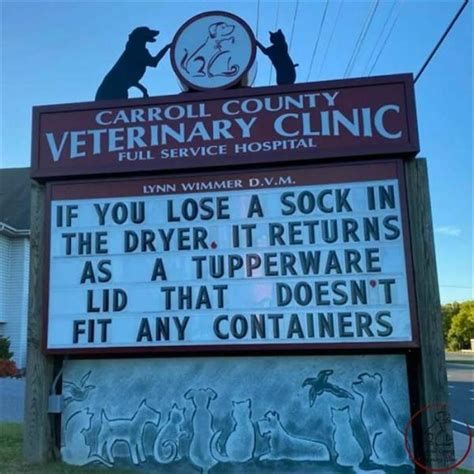 CARROLL COUNTY
VETERINARY CLINIC
FULL SERVICE HOSPITAL
LYNN WIMMER D.V.M.
IF YOU LOSE A SOCK IN
THE DRYER. IT RETURNS
AS A TUPPERWARE
LID THAT DOESN'T
FIT ANY CONTAINERS